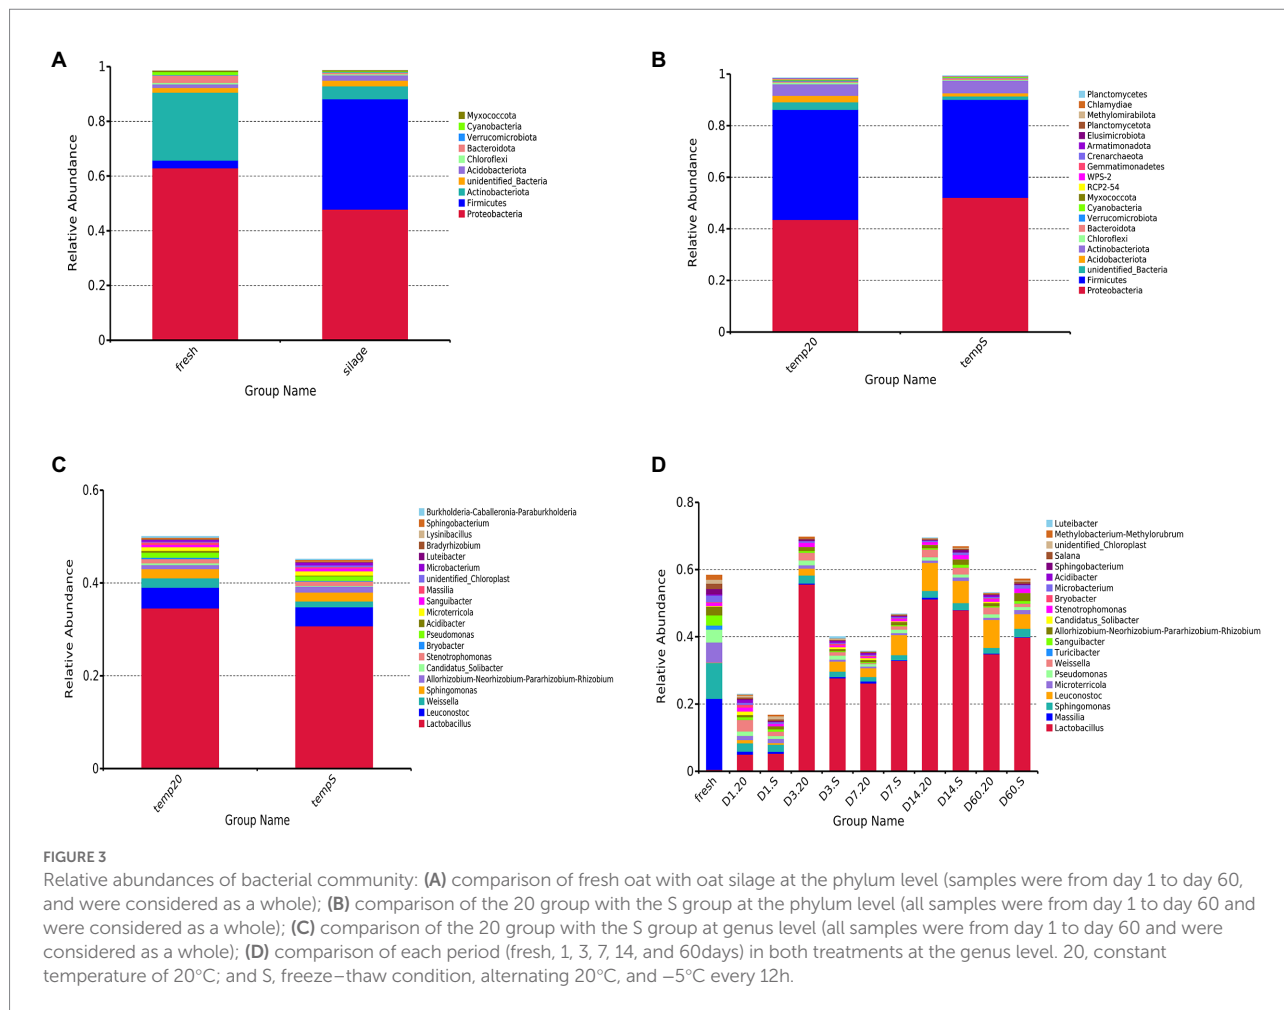 A
1
0.8
0.6
0.4
0.2
0
Relative Abundance
fresh
silage
Group Name
Myxococcota
Cyanobacteria
Verrucomicrobiota
Bacteroidota
Chloroflexi
Acidobacteriota
unidentified_Bacteria
Actinobacteriota
Firmicutes
Proteobacteria
B
1
0.8
0.6
0.4
0.2
0
Relative Abundance
temp20
tempS
Group Name
Planctomycetes
Chlamydiae
Methylomirabilota
Planctomycetota
Elusimicrobiota
Armatimonadota
Crenarchaeota
Gemmatimonadetes
WPS-2
RCP2-54
Myxococcota
Cyanobacteria
Verrucomicrobiota
Bacteroidota
Chloroflexi
Actinobacteriota
Acidobacteriota
unidentified_Bacteria
Firmicutes
Proteobacteria
C
0.6
0.4
0.2
0
Relative Abundance
temp20
tempS
Group Name
Burkholderia-Caballeronia-Paraburkholderia
Sphingobacterium
Lysinibacillus
Bradyrhizobium
Luteibacter
Microbacterium
unidentified_Chloroplast
Massilia
Sanguibacter
Microterricola
Acidibacter
Pseudomonas
Bryobacter
Stenotrophomonas
Candidatus_Solibacter
Allorhizobium-Neorhizobium-Pararhizobium-Rhizobium
Sphingomonas
Weissella
Leuconostoc
Lactobacillus
D
0.8
0.6
0.4
0.2
0
Relative Abundance
fresh
D1.20
D1.S
D3.20
D3.S
D7.20
D7.S
D14.20
D14.S
D60.20
D60.S
Group Name
Luteibacter
Methylobacterium-Methylorubrum
unidentified_Chloroplast
Salana
Sphingobacterium
Acidibacter
Microbacterium
Bryobacter
Stenotrophomonas
Candidatus_Solibacter
Allorhizobium-Neorhizobium-Pararhizobium-Rhizobium
Sanguibacter
Turicibacter
Weissella
Pseudomonas
Microterricola
Leuconostoc
Sphingomonas
Massilia
Lactobacillus
FIGURE 3
Relative abundances of bacterial community: (A) comparison of fresh oat with oat silage at the phylum level (samples were from day 1 to day 60,
and were considered as a whole); (B) comparison of the 20 group with the S group at the phylum level (all samples were from day 1 to day 60 and
were considered as a whole); (C) comparison of the 20 group with the S group at genus level (all samples were from day 1 to day 60 and were
considered as a whole); (D) comparison of each period (fresh, 1, 3, 7, 14, and 60days) in both treatments at the genus level. 20, constant
temperature of 20°C; and S, freeze–thaw condition, alternating 20°C, and −5°C every 12h.